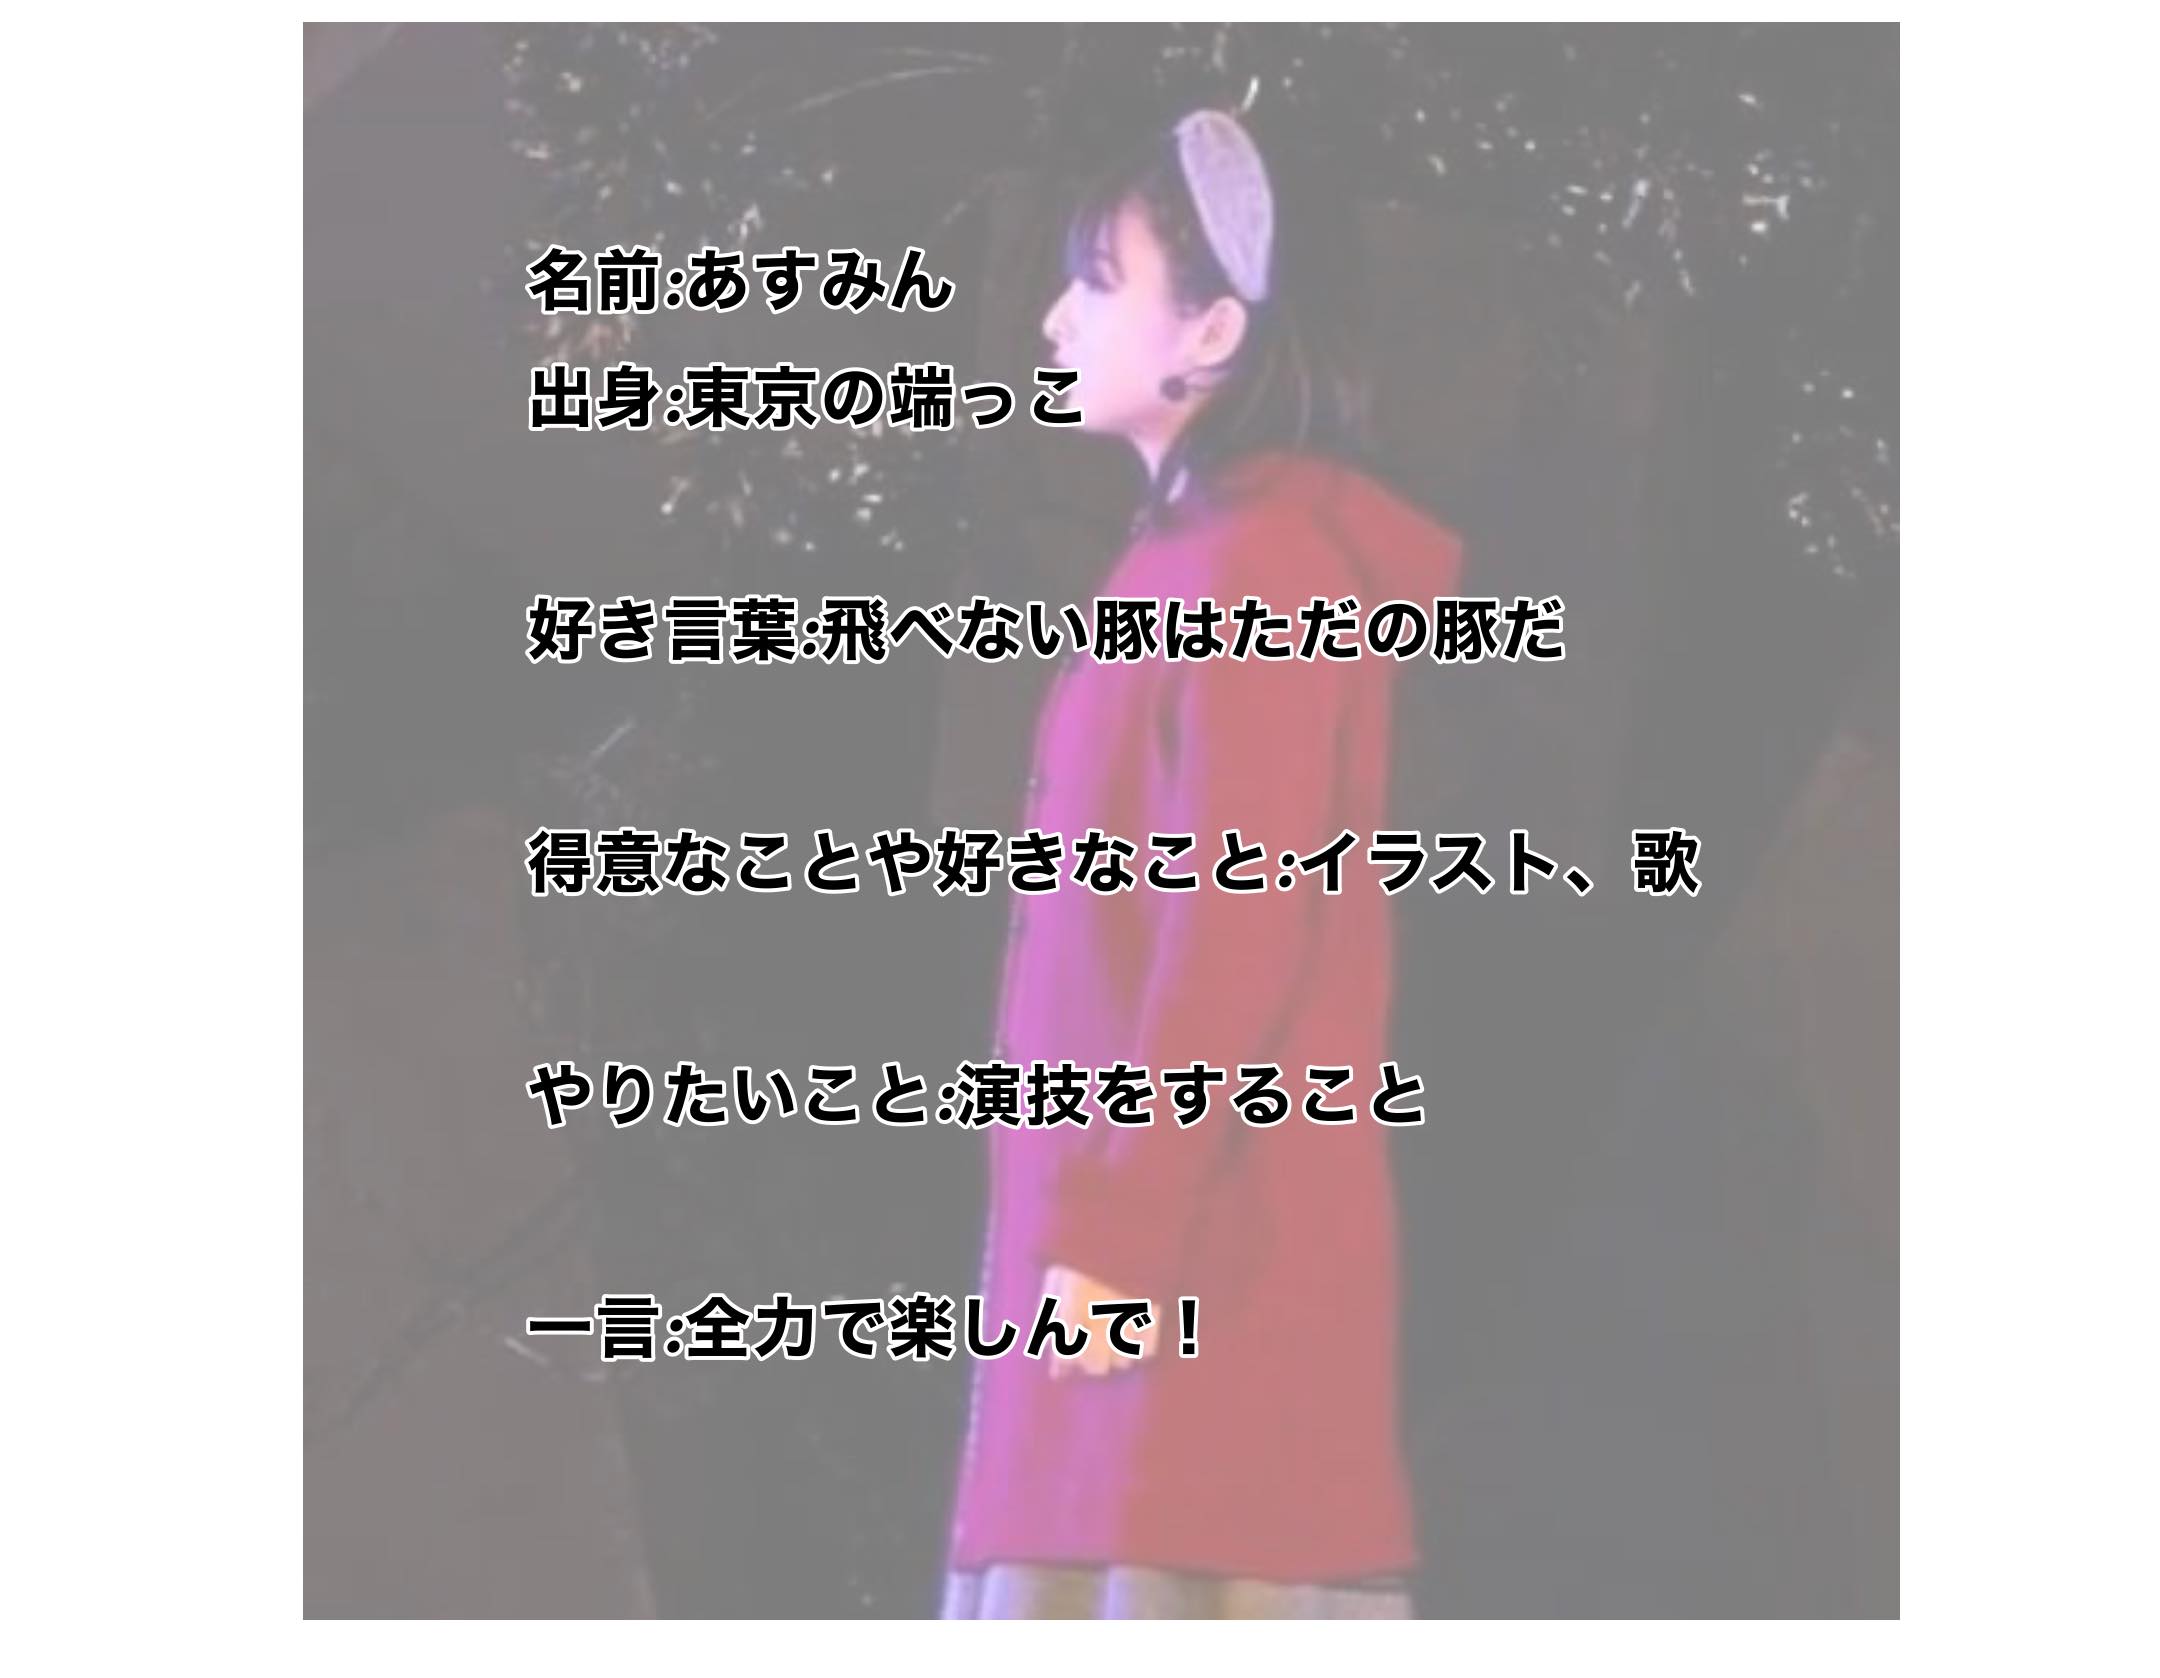 名前:あすみん
出身:東京の端っこ
好き言葉:飛べない豚はただの豚だ
得意なことや好きなこと:イラスト、歌
やりたいこと:演技をすること
一言:全力で楽しんで！